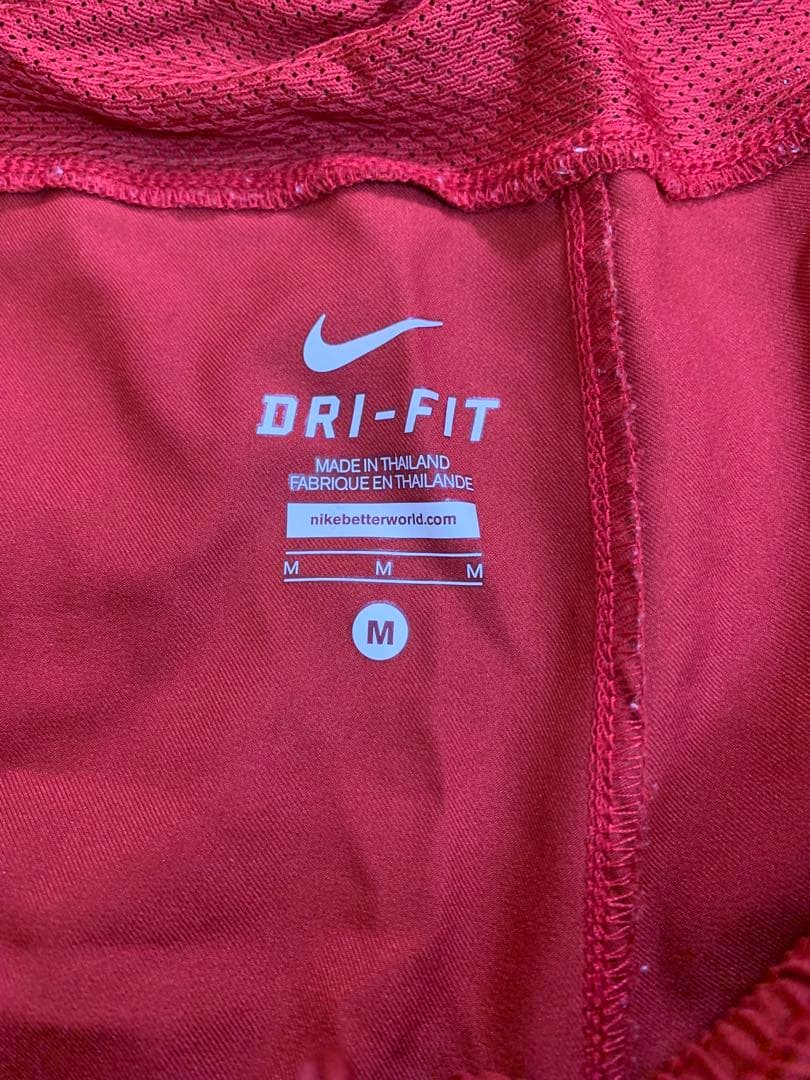 DRI-FIT
MADE IN THAILAND
FABRIQUE EN THAILANDE
nikebetterworld.com
M M M
M